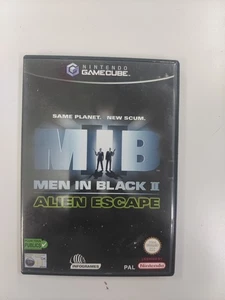 NINTENDO
GAMECUBE
SAME PLANET. NEW SCUM.
MIB
MEN IN BLACK II
ALIEN ESCAPE
INFOGRAMES
PAL
Nintendo